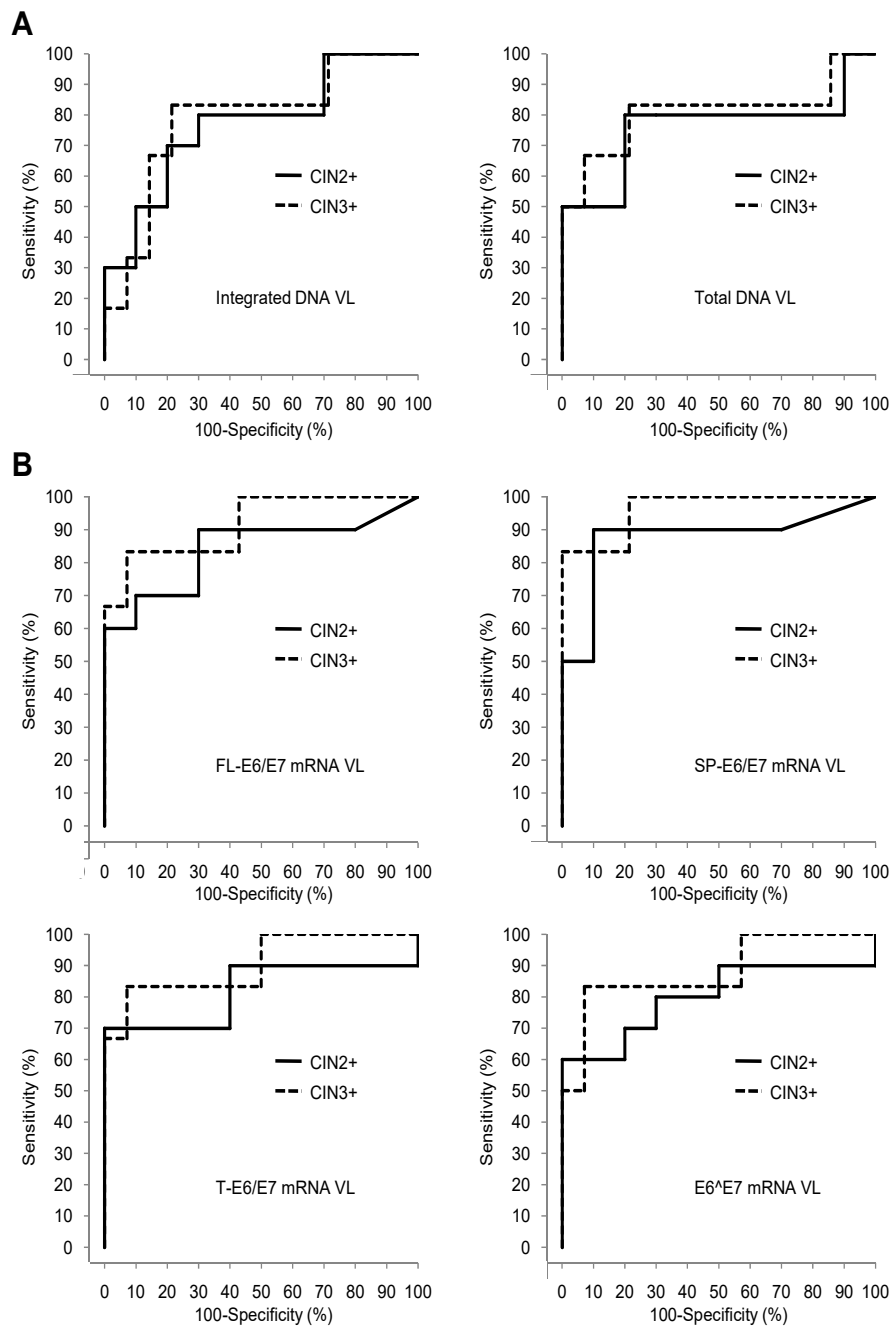 A
100
90
80
70
60
50
40
30
20
10
0
Sensitivity (%)
CIN2+
CIN3+
Integrated DNA VL
0 10 20 30 40 50 60 70 80 90 100
100-Specificity (%)
100
90
80
70
60
50
40
30
20
10
0
Sensitivity (%)
CIN2+
CIN3+
Total DNA VL
0 10 20 30 40 50 60 70 80 90 100
100-Specificity (%)
B
100
90
80
70
60
50
40
30
20
10
0
Sensitivity (%)
CIN2+
CIN3+
FL-E6/E7 mRNA VL
0 10 20 30 40 50 60 70 80 90 100
100-Specificity (%)
100
90
80
70
60
50
40
30
20
10
0
Sensitivity (%)
CIN2+
CIN3+
SP-E6/E7 mRNA VL
0 10 20 30 40 50 60 70 80 90 100
100-Specificity (%)
100
90
80
70
60
50
40
30
20
10
0
Sensitivity (%)
CIN2+
CIN3+
T-E6/E7 mRNA VL
0 10 20 30 40 50 60 70 80 90 100
100-Specificity (%)
100
90
80
70
60
50
40
30
20
10
0
Sensitivity (%)
CIN2+
CIN3+
E6^E7 mRNA VL
0 10 20 30 40 50 60 70 80 90 100
100-Specificity (%)